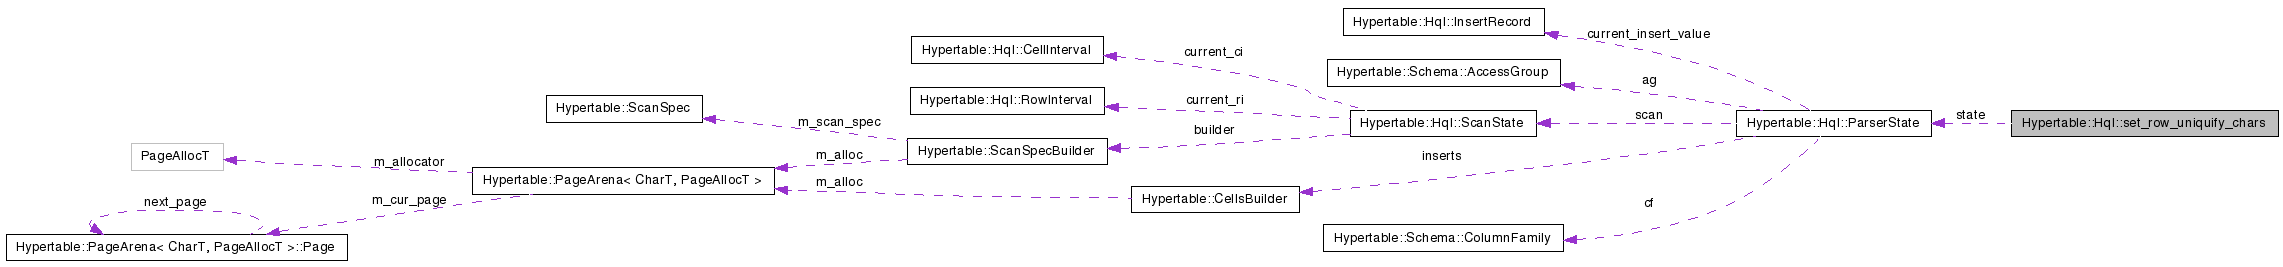 Hypertable::Hql::InsertRecord
current_insert_value
Hypertable::Hql::CellInterval
current_ci
Hypertable::Schema::AccessGroup
ag
Hypertable::ScanSpec
Hypertable::Hql::RowInterval
current_ri
m_scan_spec
builder
Hypertable::Hql::ScanState
scan
Hypertable::Hql::ParserState
state
Hypertable::Hql::set_row_uniquify_chars
PageAllocT
m_allocator
m_alloc
Hypertable::ScanSpecBuilder
inserts
Hypertable::PageArena< CharT, PageAllocT >
m_alloc
next_page
m_cur_page
Hypertable::CellsBuilder
cf
Hypertable::PageArena< CharT, PageAllocT >::Page
Hypertable::Schema::ColumnFamily